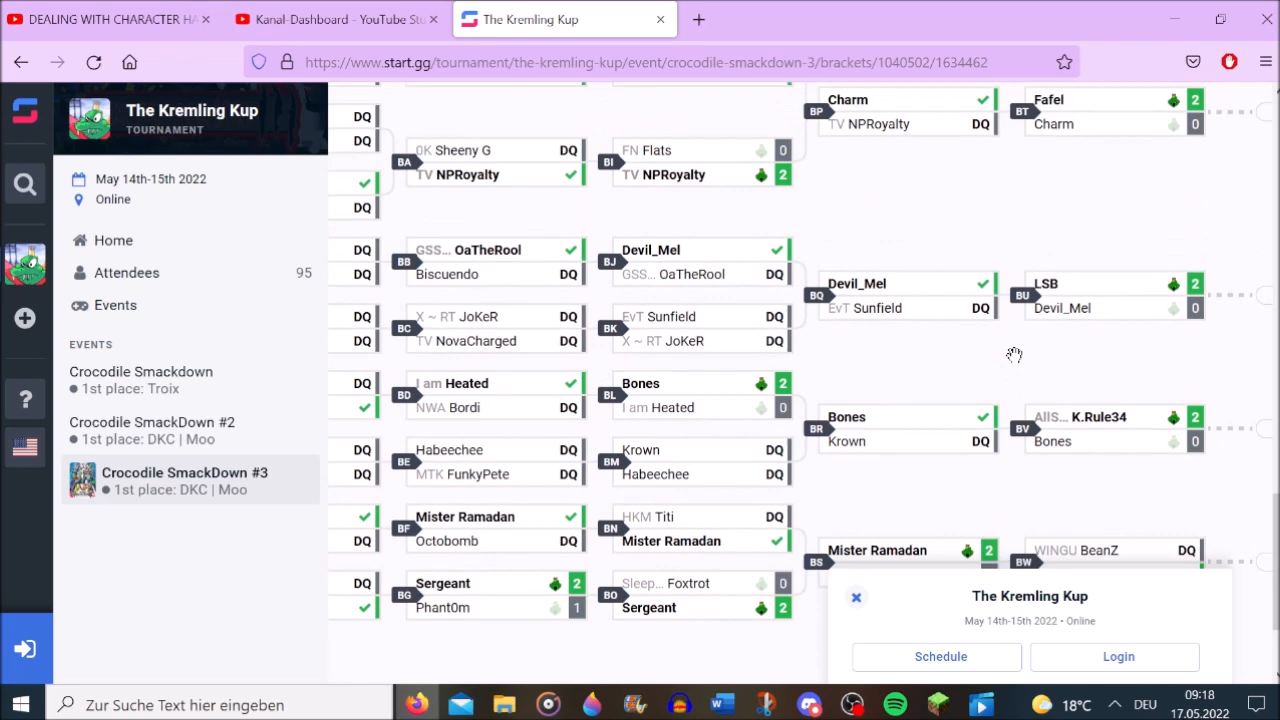 DEALING WITH CHARACTER HA
Kanal-Dashboard - YouTube Stu
The Kremling Kup
https://www.start.gg/tournament/the-kremling-kup/event/crocodile-smackdown-3/brackets/1040502/1634462
The Kremling Kup
TOURNAMENT
May 14th-15th 2022
Online
Home
Attendees 95
Events
EVENTS
Crocodile Smackdown
1st place: Troix
Crocodile SmackDown #2
1st place: DKC | Moo
Crocodile SmackDown #3
1st place: DKC | Moo
DQ
DQ
DQ
DQ
DQ
DQ
DQ
DQ
DQ
DQ
DQ
BA
0K Sheeny G DQ
TV NPRoyalty
BB
GSS... OaTheRool
Biscuendo DQ
BC
X ~ RT JoKeR DQ
TV NovaCharged DQ
BD
I am Heated
NWA Bordi DQ
BE
Habeechee DQ
MTK FunkyPete DQ
BF
Mister Ramadan
Octobomb DQ
BG
Sergeant 2
Phant0m 1
BI
FN Flats 0
TV NPRoyalty 2
BJ
Devil_Mel
GSS... OaTheRool DQ
BK
EvT Sunfield DQ
X ~ RT JoKeR DQ
BL
Bones 2
I am Heated 0
BM
Krown DQ
Habeechee DQ
BN
HKM Titi DQ
Mister Ramadan
BO
Sleep... Foxtrot 0
Sergeant 2
BP
Charm
TV NPRoyalty DQ
BQ
Devil_Mel
EvT Sunfield DQ
BR
Bones
Krown DQ
BS
Mister Ramadan 2
BT
Fafel 2
Charm 0
BU
LSB 2
Devil_Mel 0
BV
AllS... K.Rule34 2
Bones 0
BW
WINGU BeanZ DQ
The Kremling Kup
May 14th-15th 2022 • Online
Schedule
Login
Zur Suche Text hier eingeben
18°C
DEU
09:18
17.05.2022